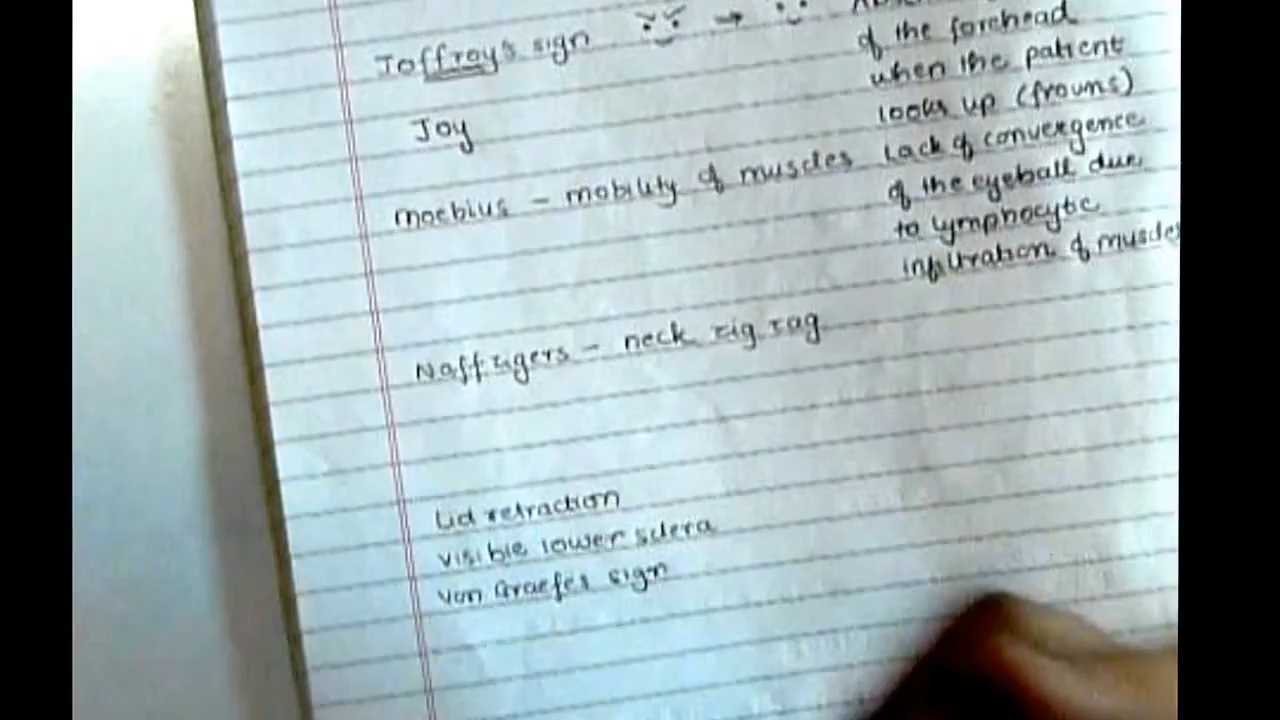 Joffroy's sign
of the forehead
when the patient
looks up (frowns)
Joy
moebius - mobility of muscles
Lack of convergence
of the eyeball due
to lymphocytic
infiltration of muscles
Naffzigers - neck zig zag
Lid retraction
visible lower sclera
von Graefes sign